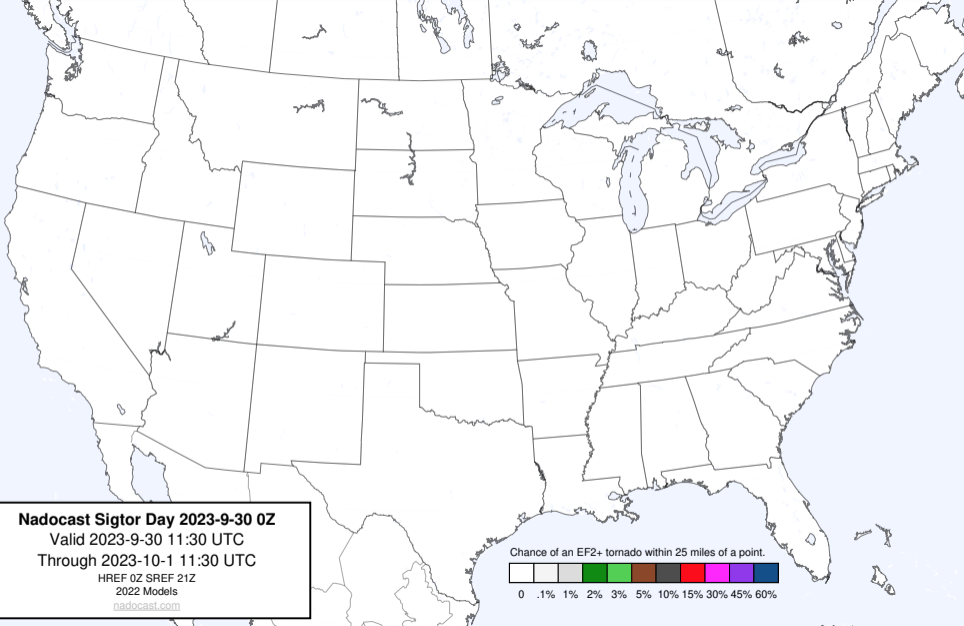 Nadocast Sigtor Day 2023-9-30 0Z
Valid 2023-9-30 11:30 UTC
Through 2023-10-1 11:30 UTC
HREF 0Z SREF 21Z
2022 Models
nadocast.com
Chance of an EF2+ tornado within 25 miles of a point.
0 .1% 1% 2% 3% 5% 10% 15% 30% 45% 60%